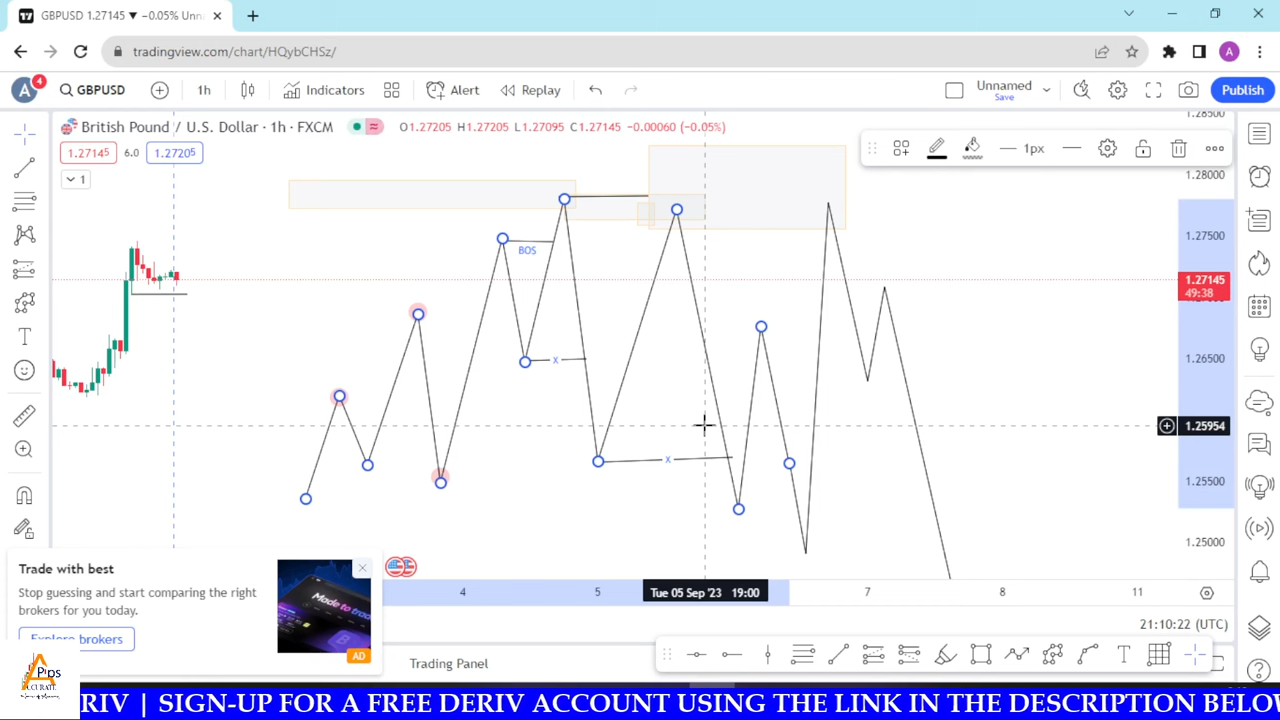 GBPUSD 1.27145 ▼ −0.05% Unn
tradingview.com/chart/HQybCHSz/
A
A
4
GBPUSD
1h
Indicators
Alert
Replay
Unnamed
Save
Publish
British Pound / U.S. Dollar · 1h · FXCM
O1.27205 H1.27205 L1.27095 C1.27145 −0.00060 (−0.05%)
1.27145
6.0
1.27205
1
1px
1.28000
1.27500
1.27145
49:38
1.26500
1.25954
1.25500
1.25000
BOS
X
X
Trade with best
Stop guessing and start comparing the right
brokers for you today.
Explore brokers
AD
4
5
Tue 05 Sep '23 19:00
7
8
11
21:10:22 (UTC)
Trading Panel
A
Pips
DERIV | SIGN-UP FOR A FREE DERIV ACCOUNT USING THE LINK IN THE DESCRIPTION BELOW